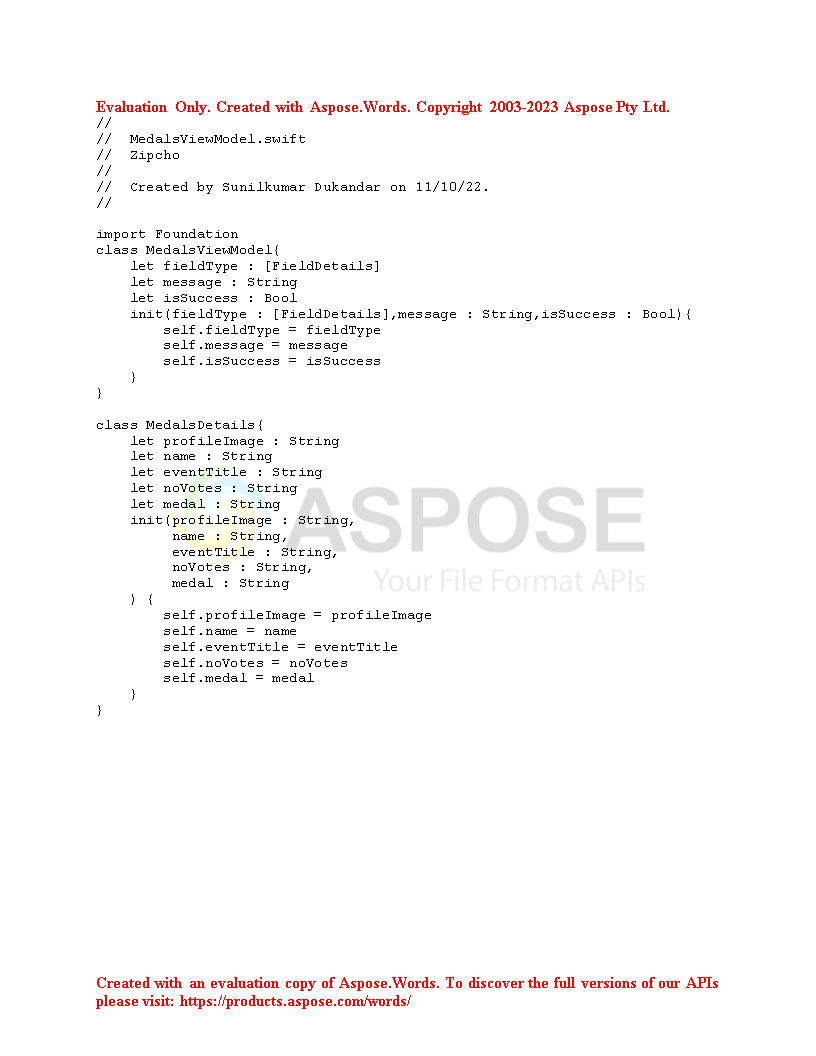 Evaluation Only. Created with Aspose.Words. Copyright 2003-2023 Aspose Pty Ltd.
//
//  MedalsViewModel.swift
//  Zipcho
//
//  Created by Sunilkumar Dukandar on 11/10/22.
//

import Foundation
class MedalsViewModel{
    let fieldType : [FieldDetails]
    let message : String
    let isSuccess : Bool
    init(fieldType : [FieldDetails],message : String,isSuccess : Bool){
        self.fieldType = fieldType
        self.message = message
        self.isSuccess = isSuccess
    }
}

class MedalsDetails{
    let profileImage : String
    let name : String
    let eventTitle : String
    let noVotes : String
    let medal : String
    init(profileImage : String,
         name : String,
         eventTitle : String,
         noVotes : String,
         medal : String
    ) {
        self.profileImage = profileImage
        self.name = name
        self.eventTitle = eventTitle
        self.noVotes = noVotes
        self.medal = medal
    }
}
ASPOSE
Your File Format APIs
Created with an evaluation copy of Aspose.Words. To discover the full versions of our APIs
please visit: https://products.aspose.com/words/